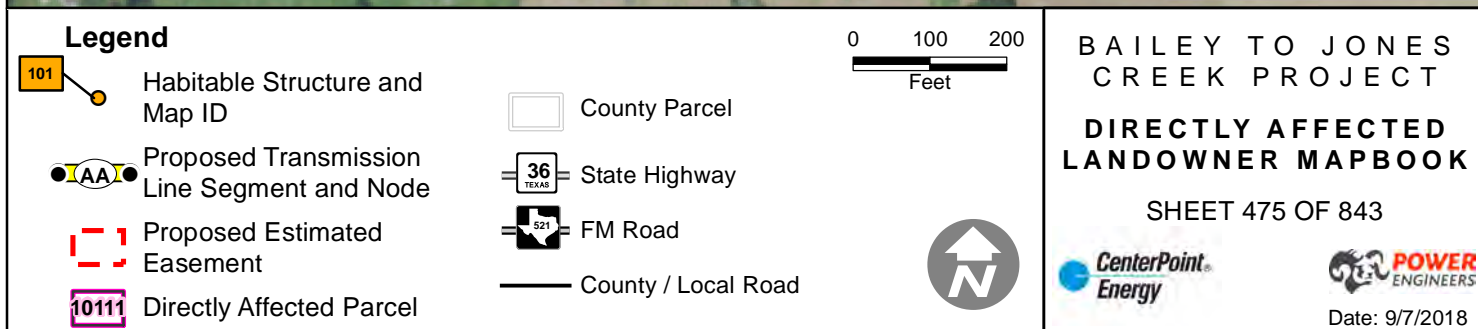 Legend
101
Habitable Structure and
Map ID
AA
Proposed Transmission
Line Segment and Node
Proposed Estimated
Easement
10111
Directly Affected Parcel
County Parcel
36
TEXAS
State Highway
521
FM Road
County / Local Road
0 100 200
Feet
N
BAILEY TO JONES
CREEK PROJECT
DIRECTLY AFFECTED
LANDOWNER MAPBOOK
SHEET 475 OF 843
CenterPoint®
Energy
POWER
ENGINEERS
Date: 9/7/2018